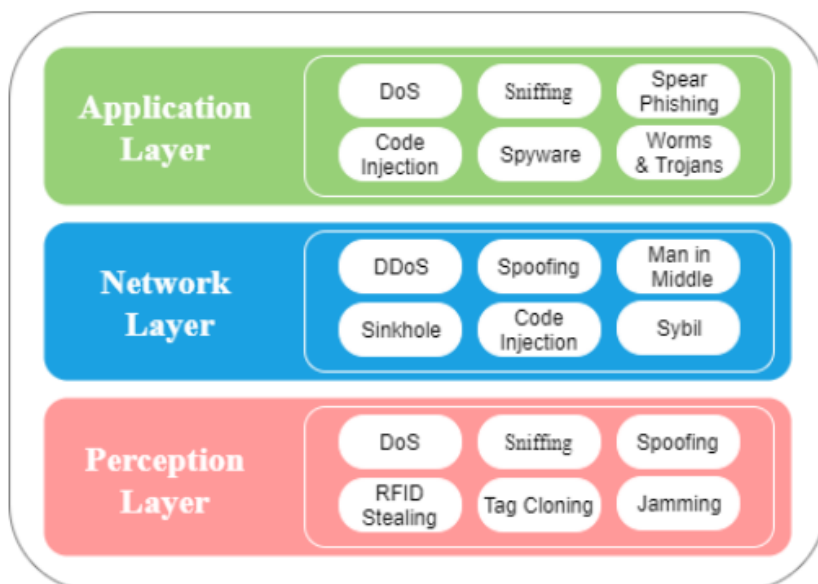 Application
Layer
DoS
Sniffing
Spear
Phishing
Code
Injection
Spyware
Worms
& Trojans
Network
Layer
DDoS
Spoofing
Man in
Middle
Sinkhole
Code
Injection
Sybil
Perception
Layer
DoS
Sniffing
Spoofing
RFID
Stealing
Tag Cloning
Jamming